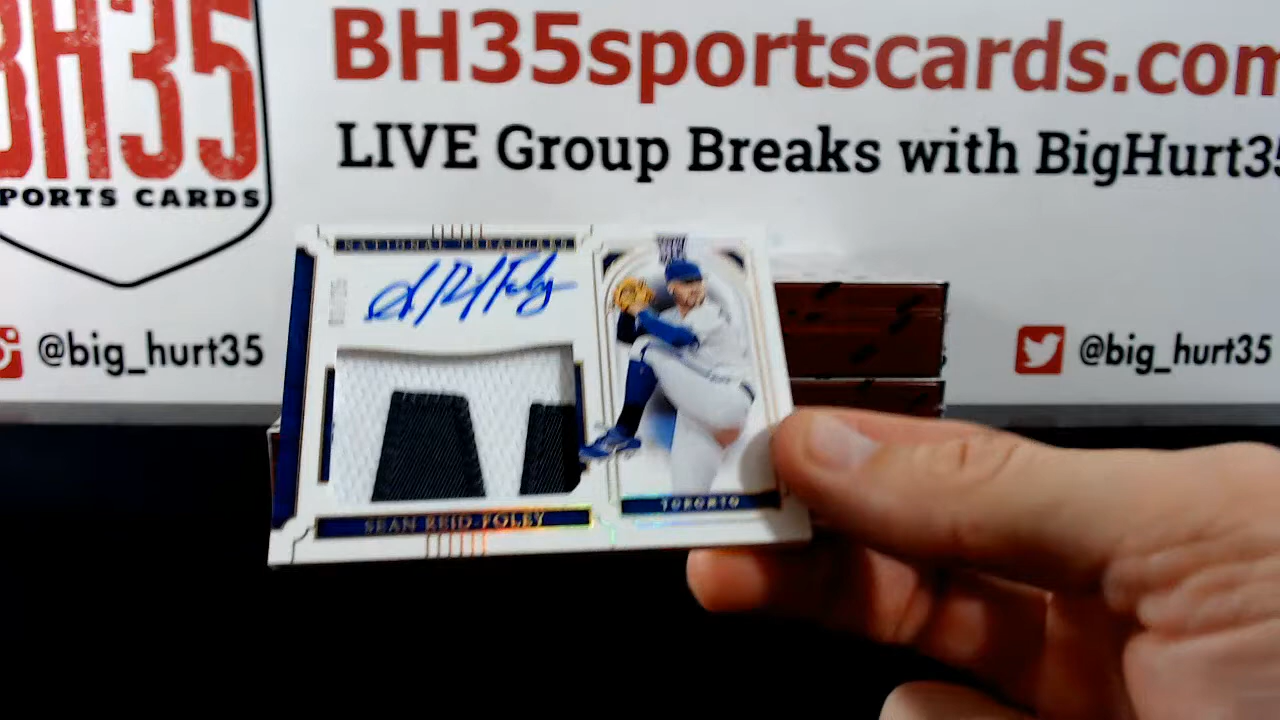 BH35
SPORTS CARDS
BH35sportscards.com
LIVE Group Breaks with BigHurt35
@big_hurt35
@big_hurt35
NATIONAL TREASURES
SEAN REID-FOLEY
TORONTO